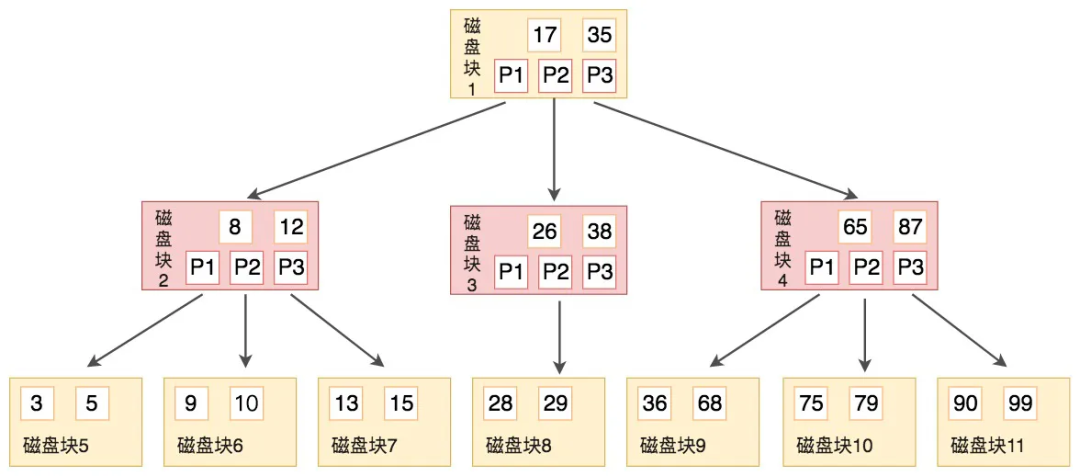 磁盘块1 17 35
P1 P2 P3
磁盘块2 8 12
P1 P2 P3
磁盘块3 26 38
P1 P2 P3
磁盘块4 65 87
P1 P2 P3
3 5
磁盘块5
9 10
磁盘块6
13 15
磁盘块7
28 29
磁盘块8
36 68
磁盘块9
75 79
磁盘块10
90 99
磁盘块11